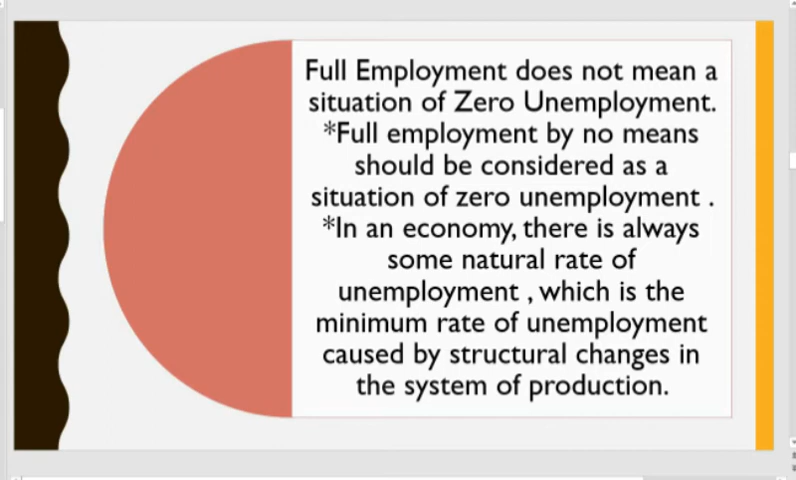 Full Employment does not mean a
situation of Zero Unemployment.
*Full employment by no means
should be considered as a
situation of zero unemployment .
*In an economy, there is always
some natural rate of
unemployment , which is the
minimum rate of unemployment
caused by structural changes in
the system of production.